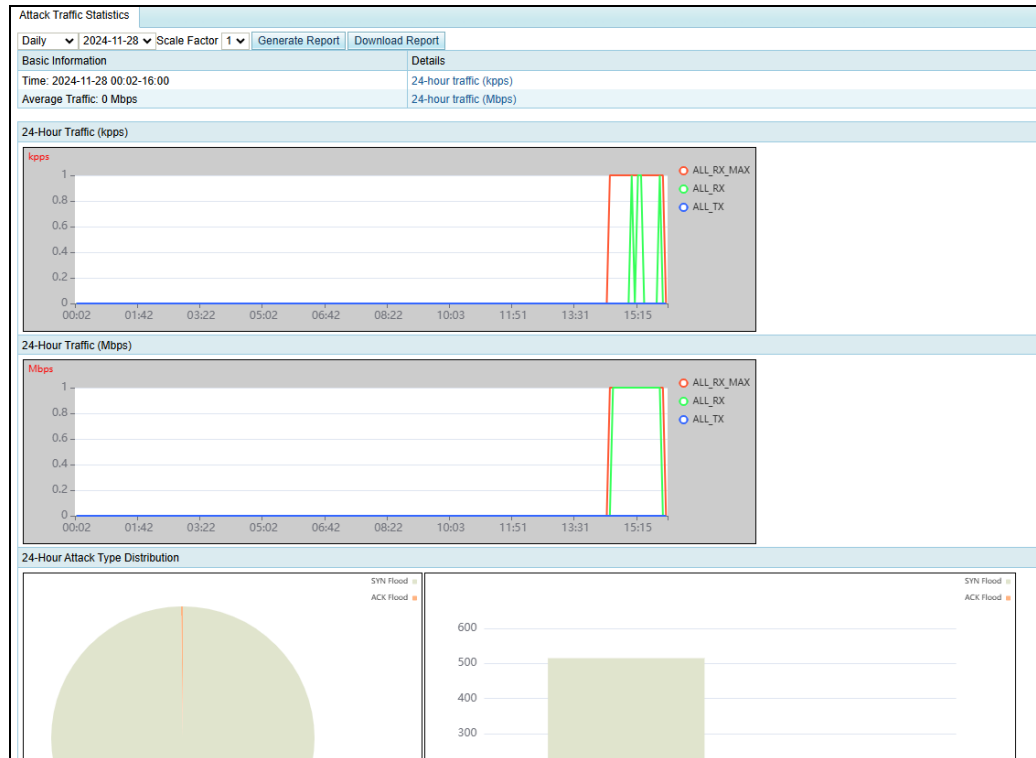 Attack Traffic Statistics
Daily 2024-11-28 Scale Factor 1 Generate Report Download Report
Basic Information Details
Time: 2024-11-28 00:02-16:00 24-hour traffic (kpps)
Average Traffic: 0 Mbps 24-hour traffic (Mbps)
24-Hour Traffic (kpps)
kpps
1
0.8
0.6
0.4
0.2
0
00:02 01:42 03:22 05:02 06:42 08:22 10:03 11:51 13:31 15:15
ALL_RX_MAX
ALL_RX
ALL_TX
24-Hour Traffic (Mbps)
Mbps
1
0.8
0.6
0.4
0.2
0
00:02 01:42 03:22 05:02 06:42 08:22 10:03 11:51 13:31 15:15
ALL_RX_MAX
ALL_RX
ALL_TX
24-Hour Attack Type Distribution
SYN Flood
ACK Flood
SYN Flood
ACK Flood
600
500
400
300